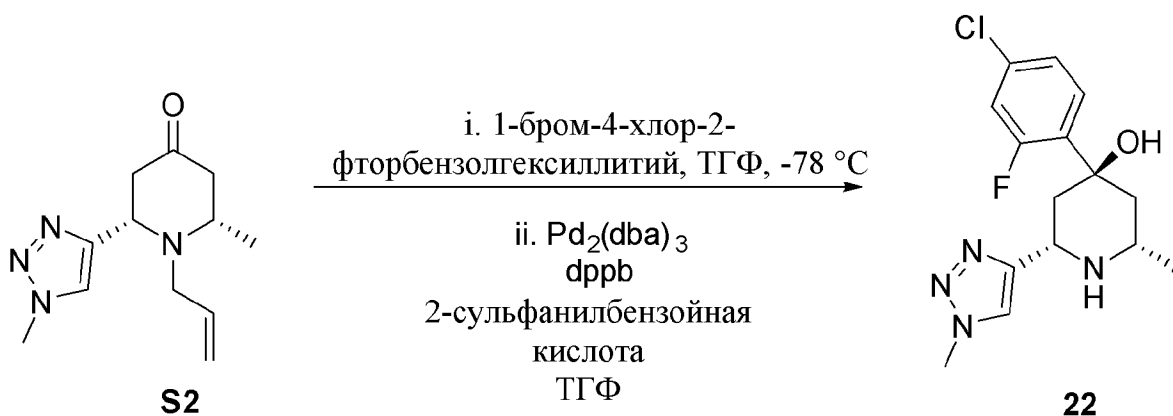 i. 1-бром-4-хлор-2-
фторбензолгексиллитий, ТГФ, -78 °C
ii. Pd2(dba)3
dppb
2-сульфанилбензойная
кислота
ТГФ
O
N
N
N
N
S2
Cl
F
OH
N
N
N
N
H
22